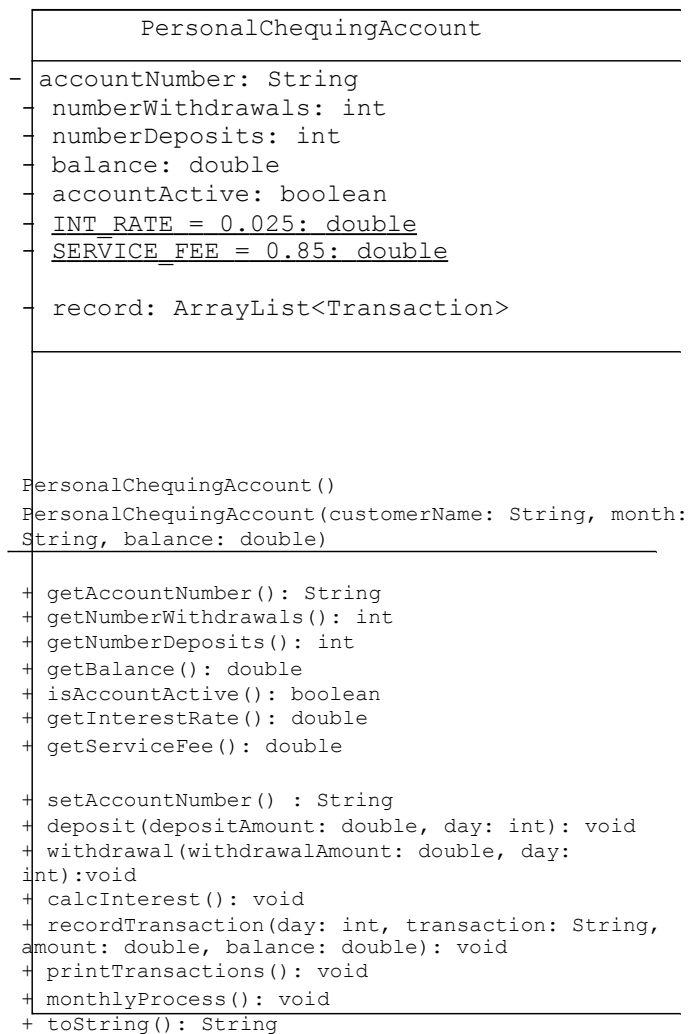 PersonalChequingAccount
- accountNumber: String
- numberWithdrawals: int
- numberDeposits: int
- balance: double
- accountActive: boolean
- INT_RATE = 0.025: double
- SERVICE_FEE = 0.85: double
- record: ArrayList<Transaction>
PersonalChequingAccount()
PersonalChequingAccount(customerName: String, month:
String, balance: double)
+ getAccountNumber(): String
+ getNumberWithdrawals(): int
+ getNumberDeposits(): int
+ getBalance(): double
+ isAccountActive(): boolean
+ getInterestRate(): double
+ getServiceFee(): double
+ setAccountNumber() : String
+ deposit(depositAmount: double, day: int): void
+ withdrawal(withdrawalAmount: double, day:
int):void
+ calcInterest(): void
+ recordTransaction(day: int, transaction: String,
amount: double, balance: double): void
+ printTransactions(): void
+ monthlyProcess(): void
+ toString(): String